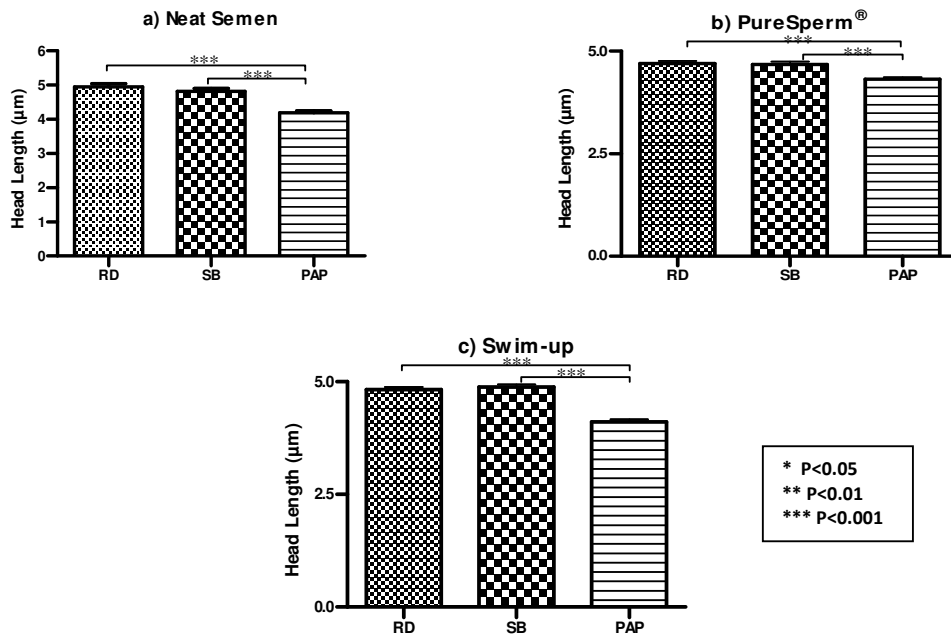 a) Neat Semen
Head Length (µm)
6
5
4
3
2
1
0
***
***
RD SB PAP
b) PureSperm®
Head Length (µm)
5.0
2.5
0.0
***
***
RD SB PAP
c) Swim-up
Head Length (µm)
5.0
2.5
0.0
***
***
RD SB PAP
* P<0.05
** P<0.01
*** P<0.001